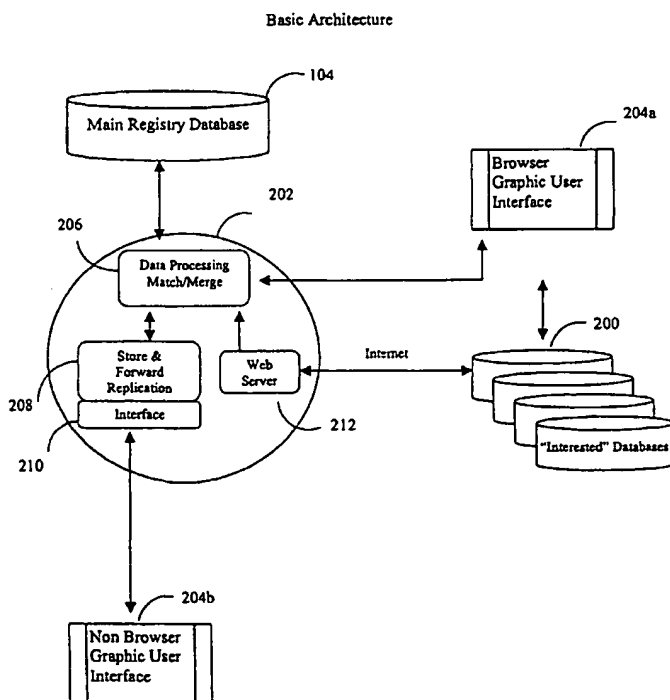 Basic Architecture
104
Main Registry Database
204a
Browser
Graphic User
Interface
202
206
Data Processing
Match/Merge
200
Store &
Forward
Replication
Internet
Web
Server
208
Interface
212
210
"Interested" Databases
204b
Non Browser
Graphic User
Interface